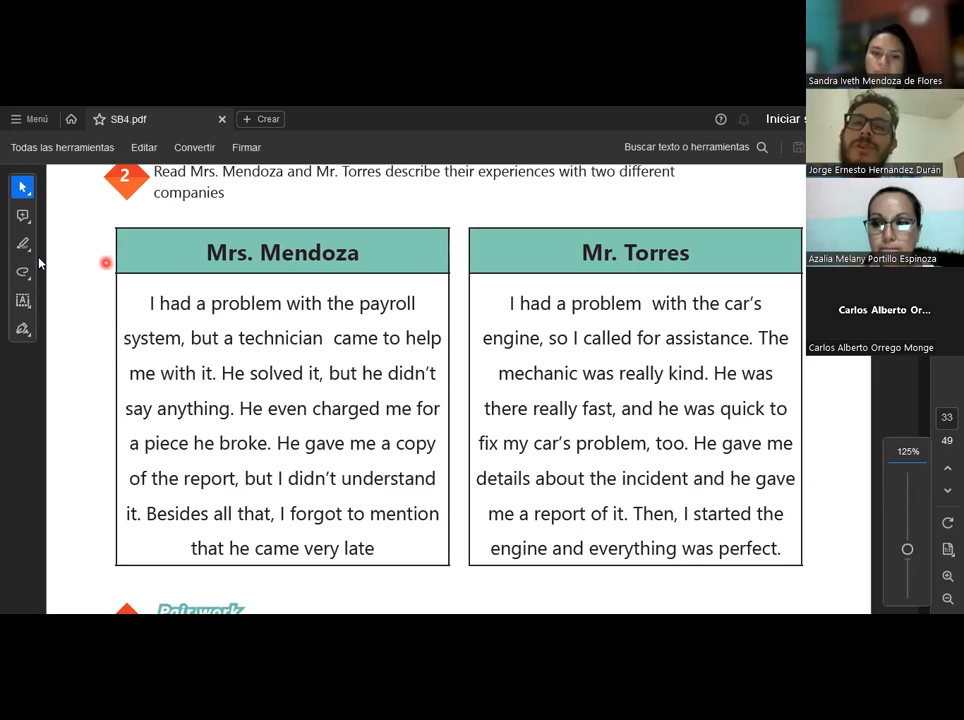 Menú
SB4.pdf
Crear
Iniciar s
Todas las herramientas
Editar
Convertir
Firmar
Buscar texto o herramientas
2
Read Mrs. Mendoza and Mr. Torres describe their experiences with two different
companies
Mrs. Mendoza
I had a problem with the payroll
system, but a technician came to help
me with it. He solved it, but he didn't
say anything. He even charged me for
a piece he broke. He gave me a copy
of the report, but I didn't understand
it. Besides all that, I forgot to mention
that he came very late
Mr. Torres
I had a problem with the car's
engine, so I called for assistance. The
mechanic was really kind. He was
there really fast, and he was quick to
fix my car's problem, too. He gave me
details about the incident and he gave
me a report of it. Then, I started the
engine and everything was perfect.
Pair work
Sandra Iveth Mendoza de Flores
Jorge Ernesto Hernández Durán
Azalia Melany Portillo Espinoza
Carlos Alberto Or...
Carlos Alberto Orrego Monge
33
49
125%